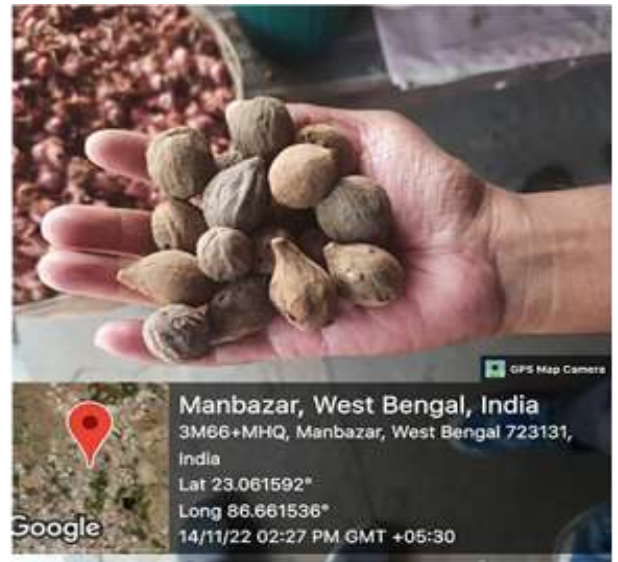 GPS Map Camera
Manbazar, West Bengal, India
3M66+MHQ, Manbazar, West Bengal 723131,
India
Lat 23.061592°
Long 86.661536°
14/11/22 02:27 PM GMT +05:30
Google